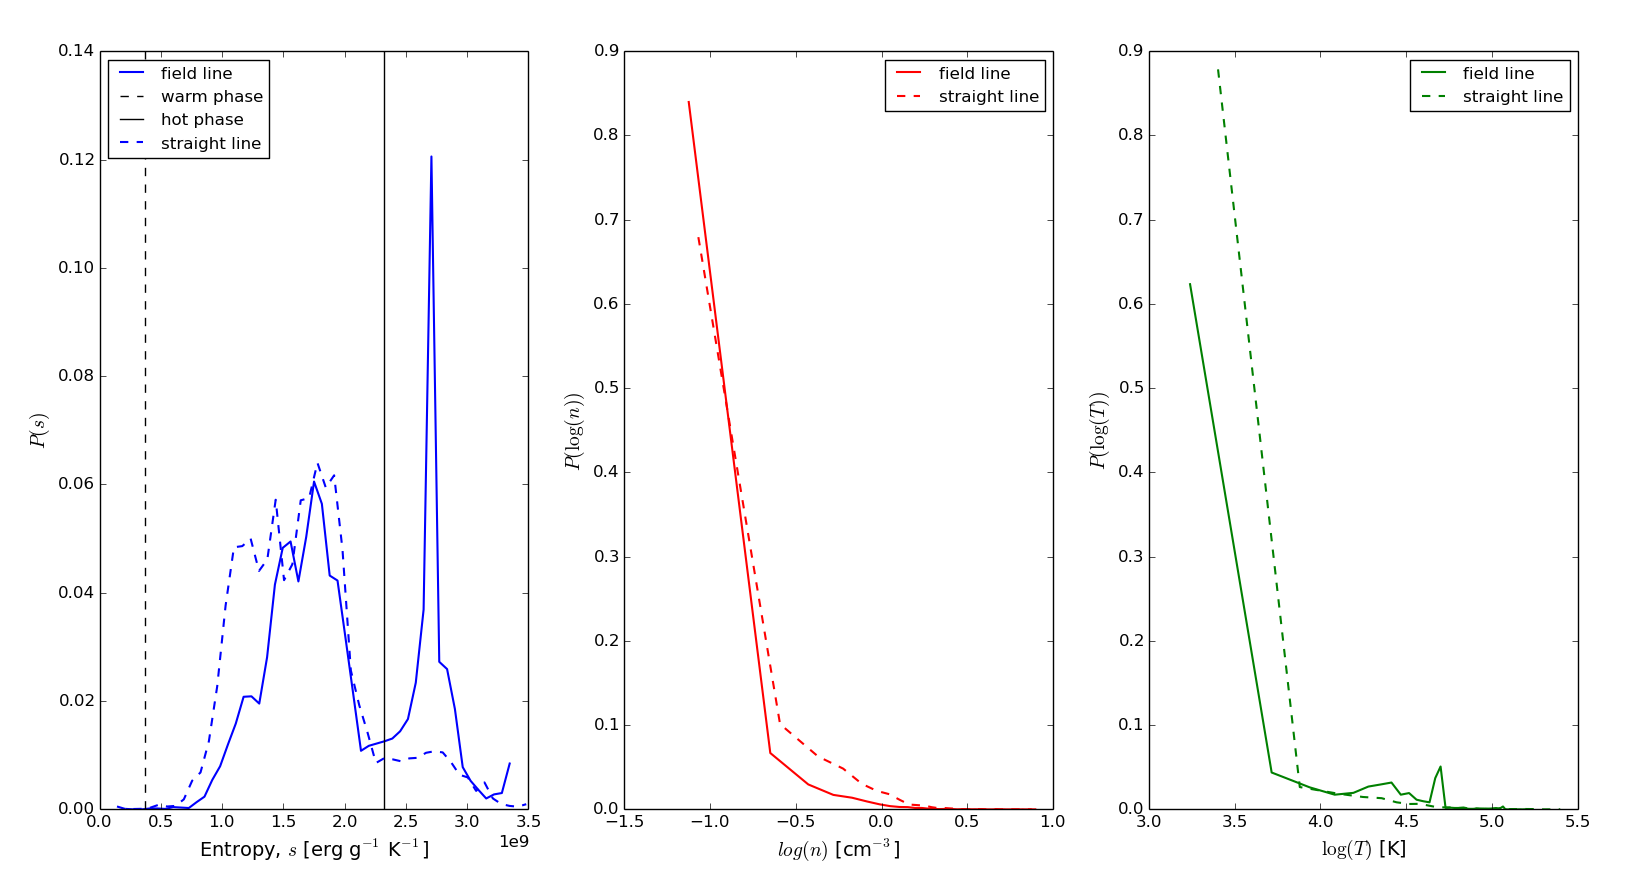 0.14
0.12
0.10
0.08
0.06
0.04
0.02
0.00
0.0 0.5 1.0 1.5 2.0 2.5 3.0 3.5
1e9
P(s)
Entropy, s [erg g⁻¹ K⁻¹]
field line
warm phase
hot phase
straight line
0.9
0.8
0.7
0.6
0.5
0.4
0.3
0.2
0.1
0.0
−1.5 −1.0 −0.5 0.0 0.5 1.0
P(log(n))
log(n) [cm⁻³]
field line
straight line
0.9
0.8
0.7
0.6
0.5
0.4
0.3
0.2
0.1
0.0
3.0 3.5 4.0 4.5 5.0 5.5
P(log(T))
log(T) [K]
field line
straight line